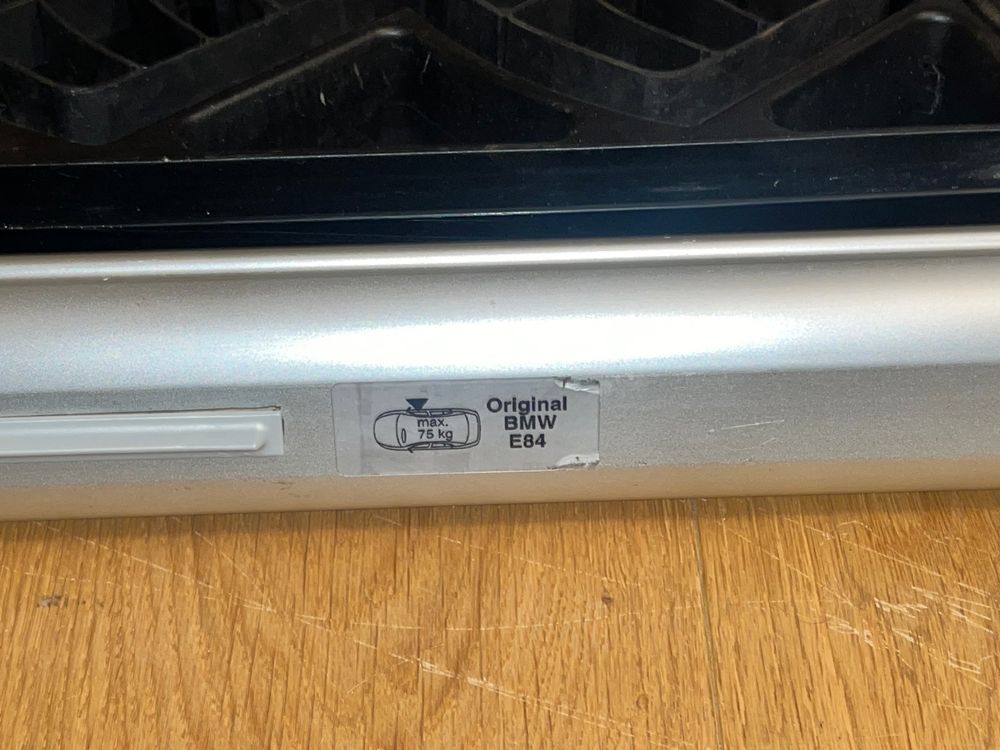 max.
75 kg
Original
BMW
E84